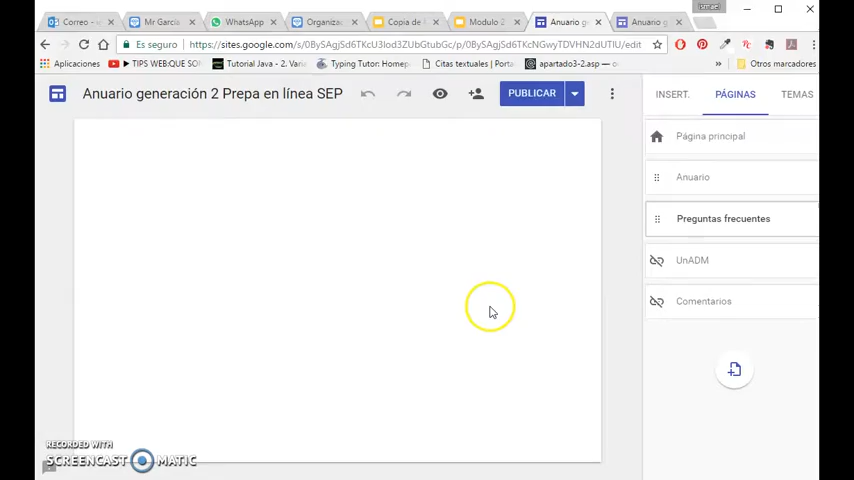 ismael
Correo -
Mr García
WhatsApp
Organiza
Copia de
Modulo 2
Anuario g
Anuario g
Es seguro
https://sites.google.com/s/0BySAgjSd6TKcU3lod3ZUbGtubGc/p/0BySAgjSd6TKcNGwyTDVHN2dUTlU/edit
Aplicaciones
TIPS WEB:QUE SO
Tutorial Java - 2. Varia
Typing Tutor: Home
Citas textuales | Porta
apartado3-2.asp —
»
Otros marcadores
Anuario generación 2 Prepa en línea SEP
PUBLICAR
INSERT.
PÁGINAS
TEMAS
Página principal
Anuario
Preguntas frecuentes
UnADM
Comentarios
RECORDED WITH
SCREENCAST MATIC